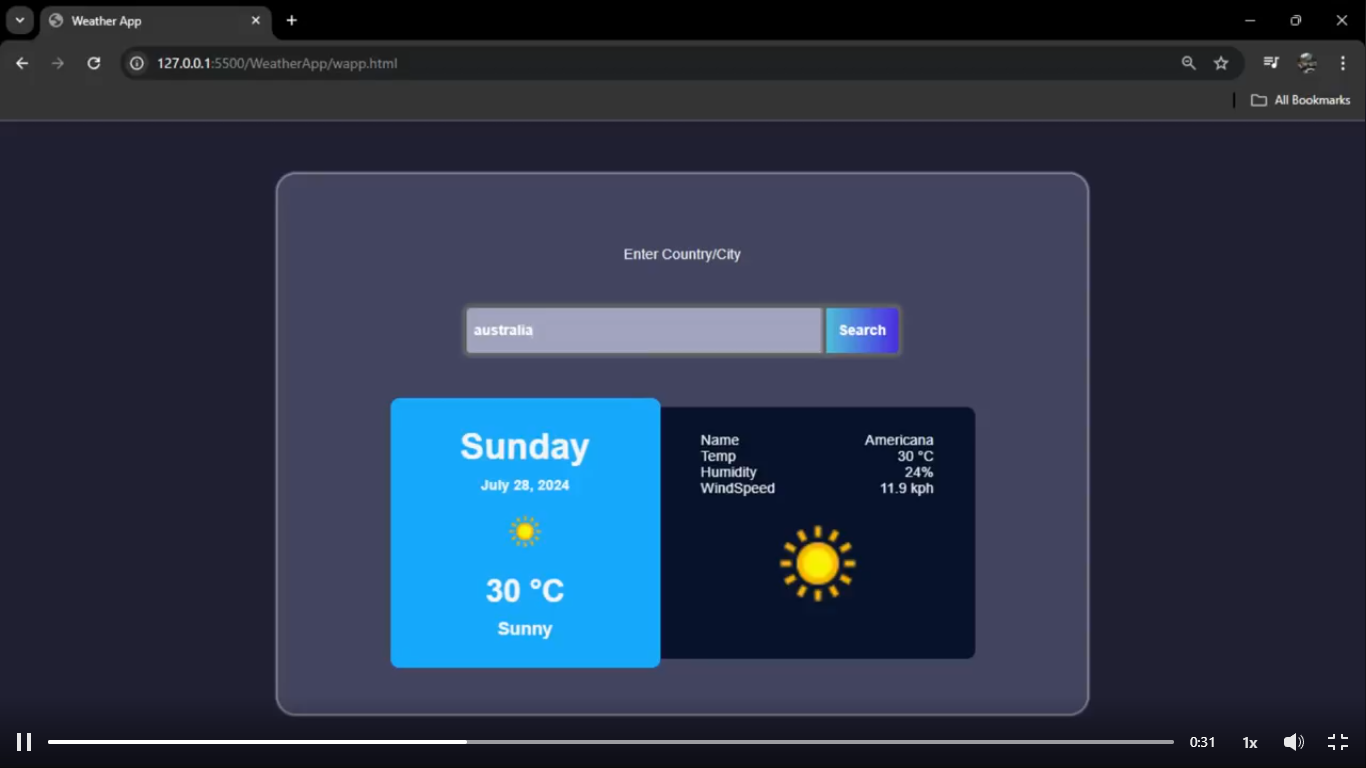 Weather App
127.0.0.1:5500/WeatherApp/wapp.html
All Bookmarks
Enter Country/City
australia
Search
Sunday
July 28, 2024
30 °C
Sunny
Name Americana
Temp 30 °C
Humidity 24%
WindSpeed 11.9 kph
0:31
1x